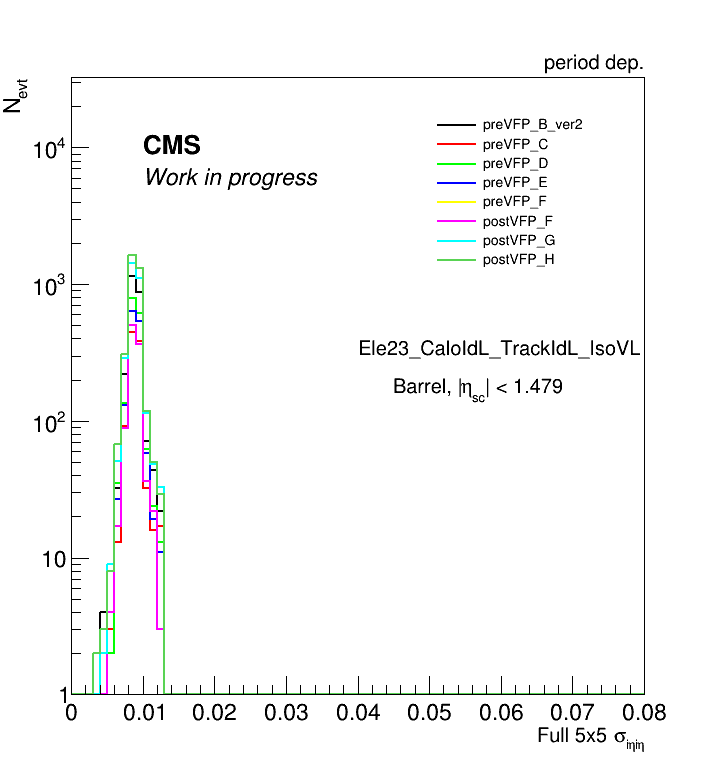 period dep.
N_evt
CMS
Work in progress
preVFP_B_ver2
preVFP_C
preVFP_D
preVFP_E
preVFP_F
postVFP_F
postVFP_G
postVFP_H
Ele23_CaloIdL_TrackIdL_IsoVL
Barrel, |η_sc| < 1.479
10^4
10^3
10^2
10
1
0 0.01 0.02 0.03 0.04 0.05 0.06 0.07 0.08
Full 5x5 σ_iηiη